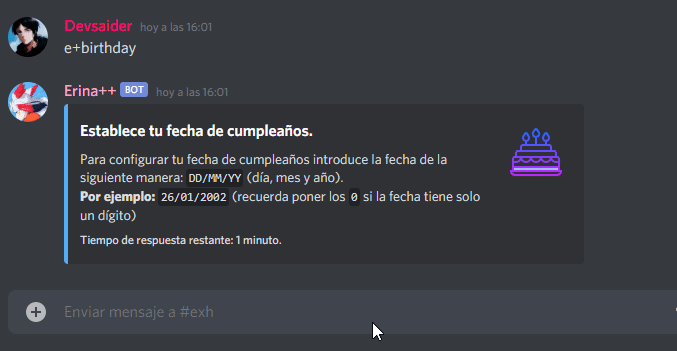 Devsaider hoy a las 16:01
e+birthday
Erina++ BOT hoy a las 16:01
Establece tu fecha de cumpleaños.
Para configurar tu fecha de cumpleaños introduce la fecha de la
siguiente manera: DD/MM/YY (día, mes y año).
Por ejemplo: 26/01/2002 (recuerda poner los 0 si la fecha tiene solo
un dígito)
Tiempo de respuesta restante: 1 minuto.
Enviar mensaje a #exh